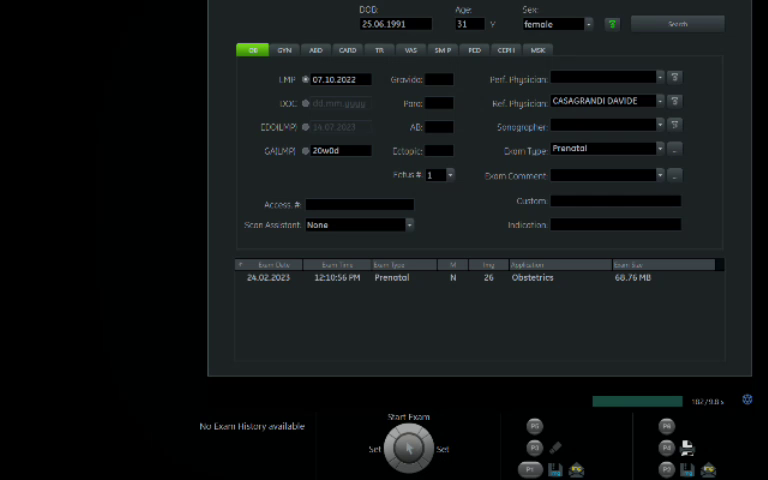 DOB: Age: Sex:
25.06.1991 31 Y female Search
OB GYN ABD CARD TR VAS SM P PED CEPH MSK
LMP 07.10.2022 Gravida: Perf. Physician:
DOC dd.mm.yyyy Para: Ref. Physician: CASAGRANDI DAVIDE
EDD(LMP) 14.07.2023 AB: Sonographer:
GA(LMP) 20w0d Ectopic: Exam Type: Prenatal
Fetus #: 1 Exam Comment:
Access. #: Custom:
Scan Assistant: None Indication:
Exam Date Exam Time Exam Type M Img Application Exam Size
24.02.2023 12:10:56 PM Prenatal N 26 Obstetrics 68.76 MB
No Exam History available
Start Exam
Set Set
P5 P6
P3 P4
P1 P2